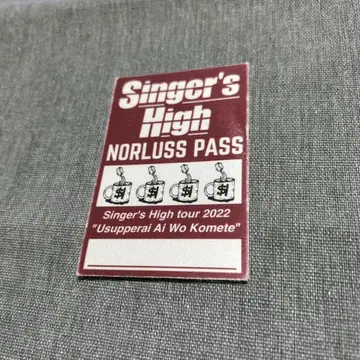 Singer's
High
NORLUSS PASS
$H $H $H $H
Singer's High tour 2022
"Usupperai Ai Wo Komete"